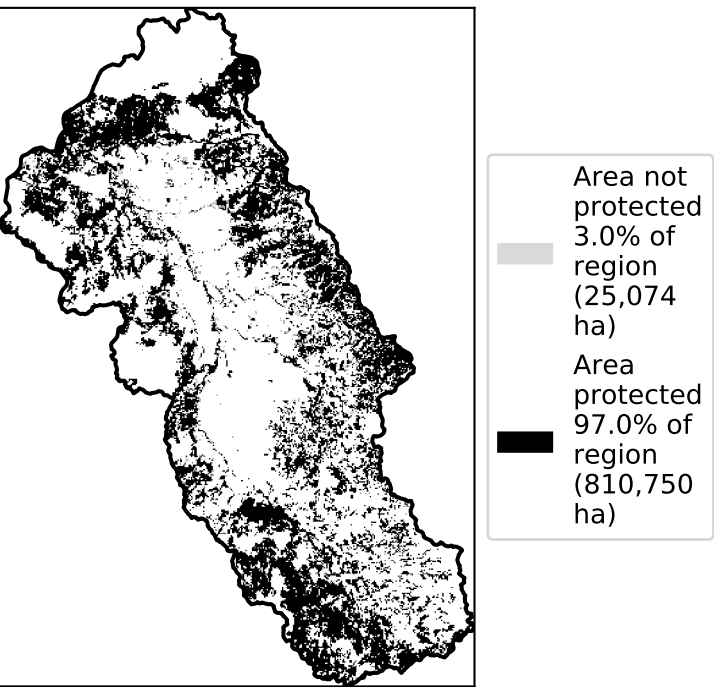 Area not
protected
3.0% of
region
(25,074
ha)
Area
protected
97.0% of
region
(810,750
ha)